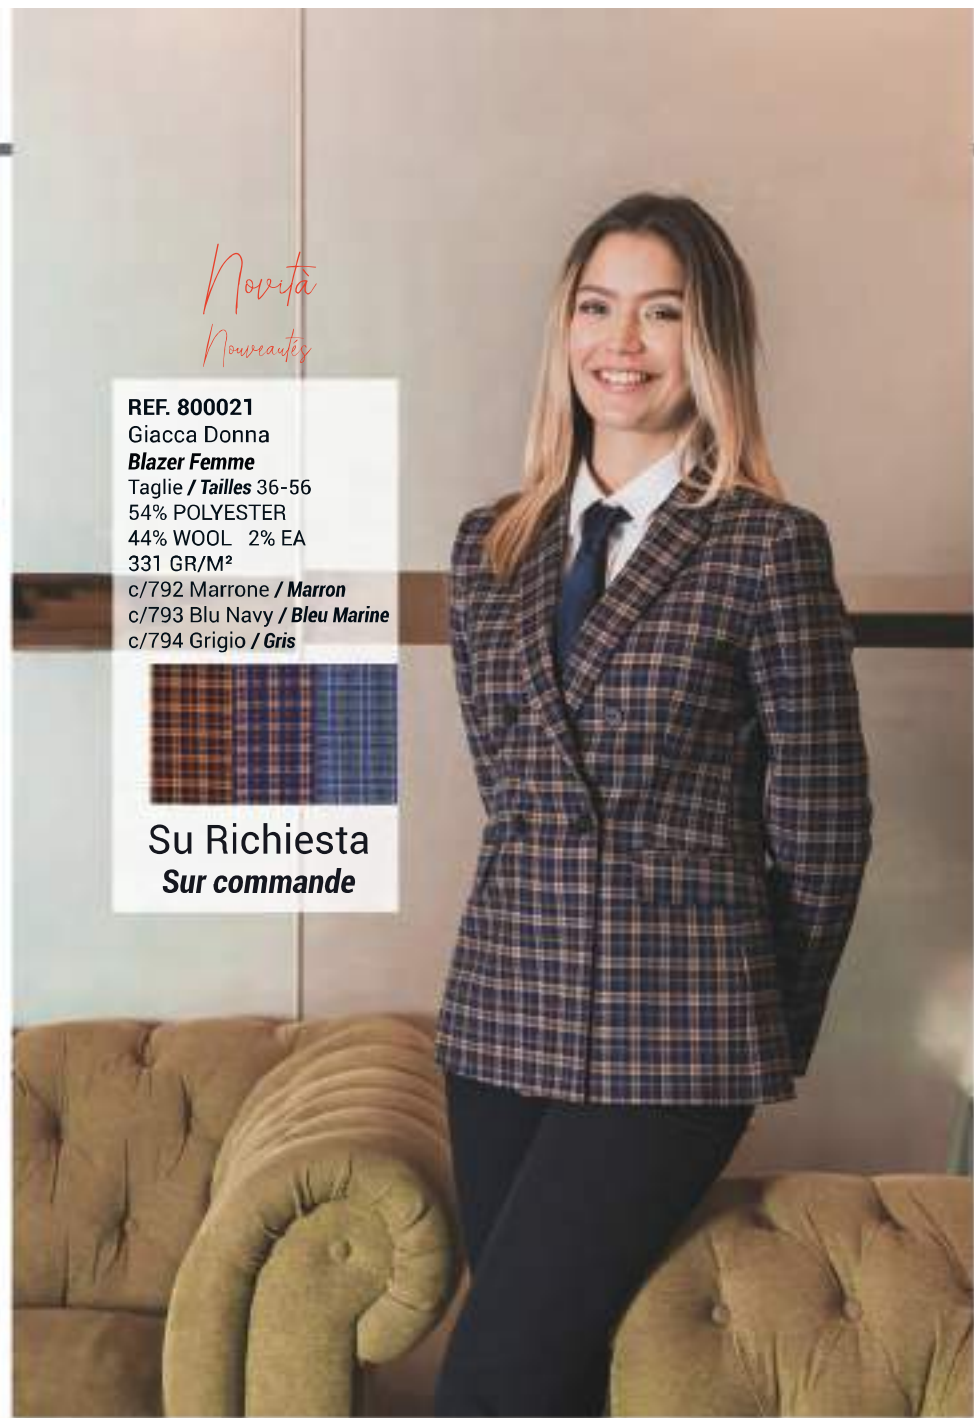 Novità
Nouveautés
REF. 800021
Giacca Donna
Blazer Femme
Taglie / Tailles 36-56
54% POLYESTER
44% WOOL 2% EA
331 GR/M²
c/792 Marrone / Marron
c/793 Blu Navy / Bleu Marine
c/794 Grigio / Gris
Su Richiesta
Sur commande